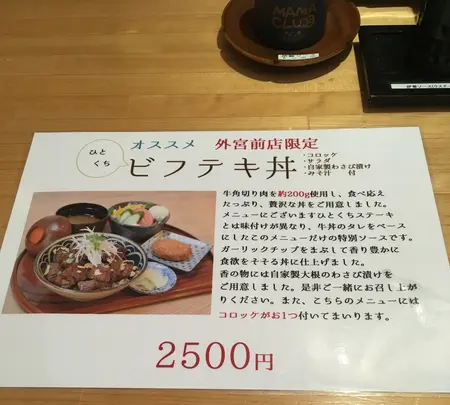 MAMA
CLUB
伊勢ソース
オススメ 外宮前店限定
ひと
くち
ビフテキ丼
・コロッケ
・サラダ
・自家製わさび漬け
・みそ汁 付
牛角切り肉を約200g使用し、食べ応え
たっぷり、贅沢な丼をご用意しました。
メニューにございますひとくちステーキ
とは味付けが異なり、牛丼のタレをベース
にしたこのメニューだけの特別ソースです。
ガーリックチップをまぶして香り豊かに
食欲をそそる丼に仕上げました。
香の物には自家製大根のわさび漬けを
ご用意しました。是非ご一緒にお召し上が
りください。また、こちらのメニューには
コロッケがお1つ付いてまいります。
2500円